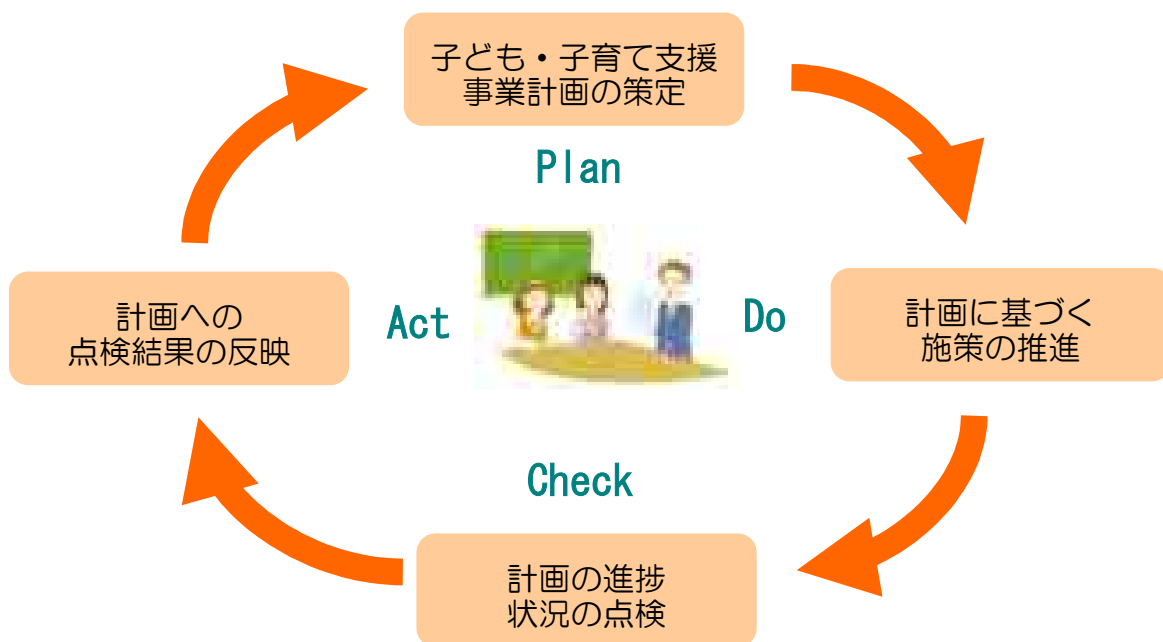 子ども・子育て支援
事業計画の策定
Plan
計画への
点検結果の反映
Act
Do
計画に基づく
施策の推進
Check
計画の進捗
状況の点検